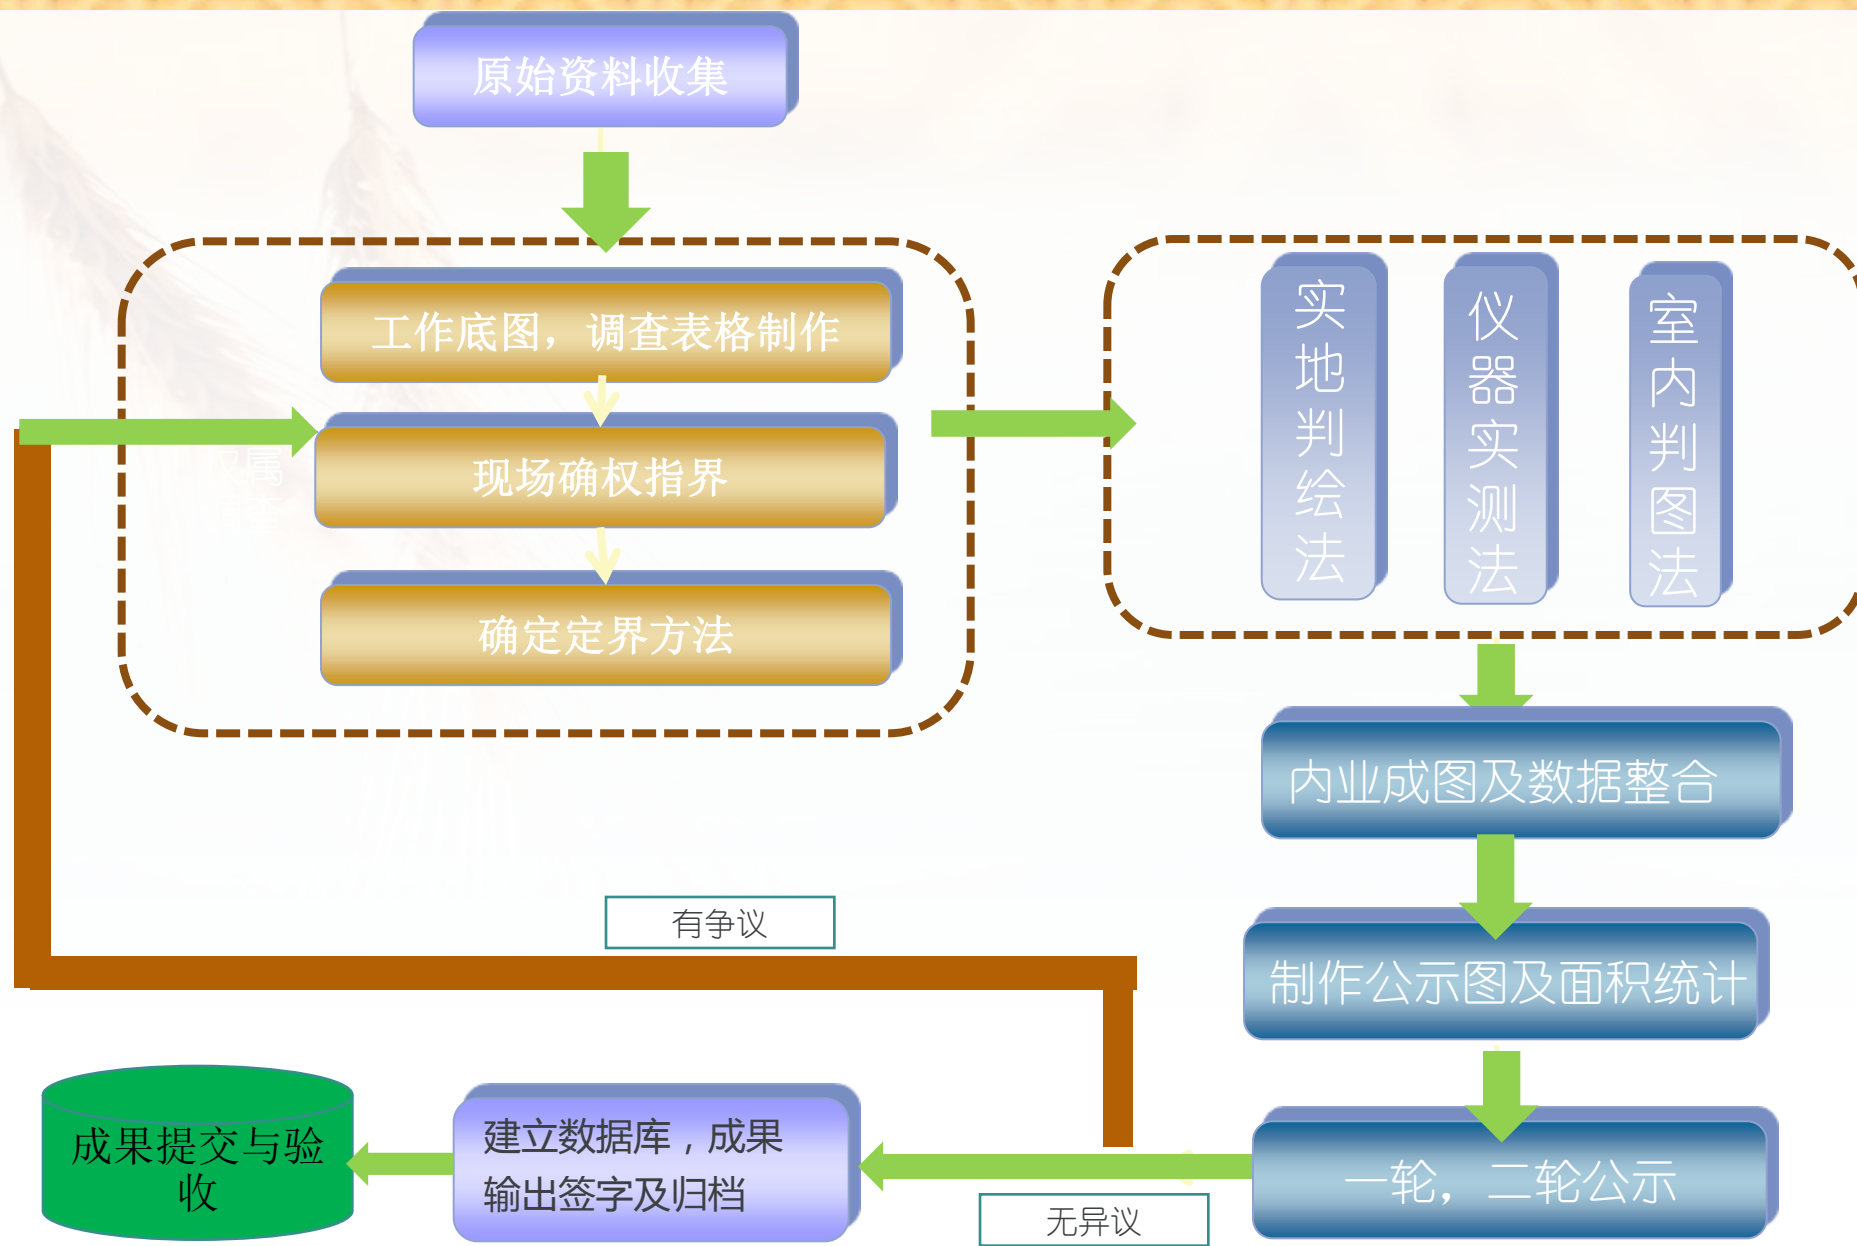 原始资料收集
工作底图，调查表格制作
现场确权指界
确定定界方法
实地判绘法
仪器实测法
室内判图法
内业成图及数据整合
制作公示图及面积统计
一轮，二轮公示
有争议
无异议
建立数据库，成果
输出签字及归档
成果提交与验
收